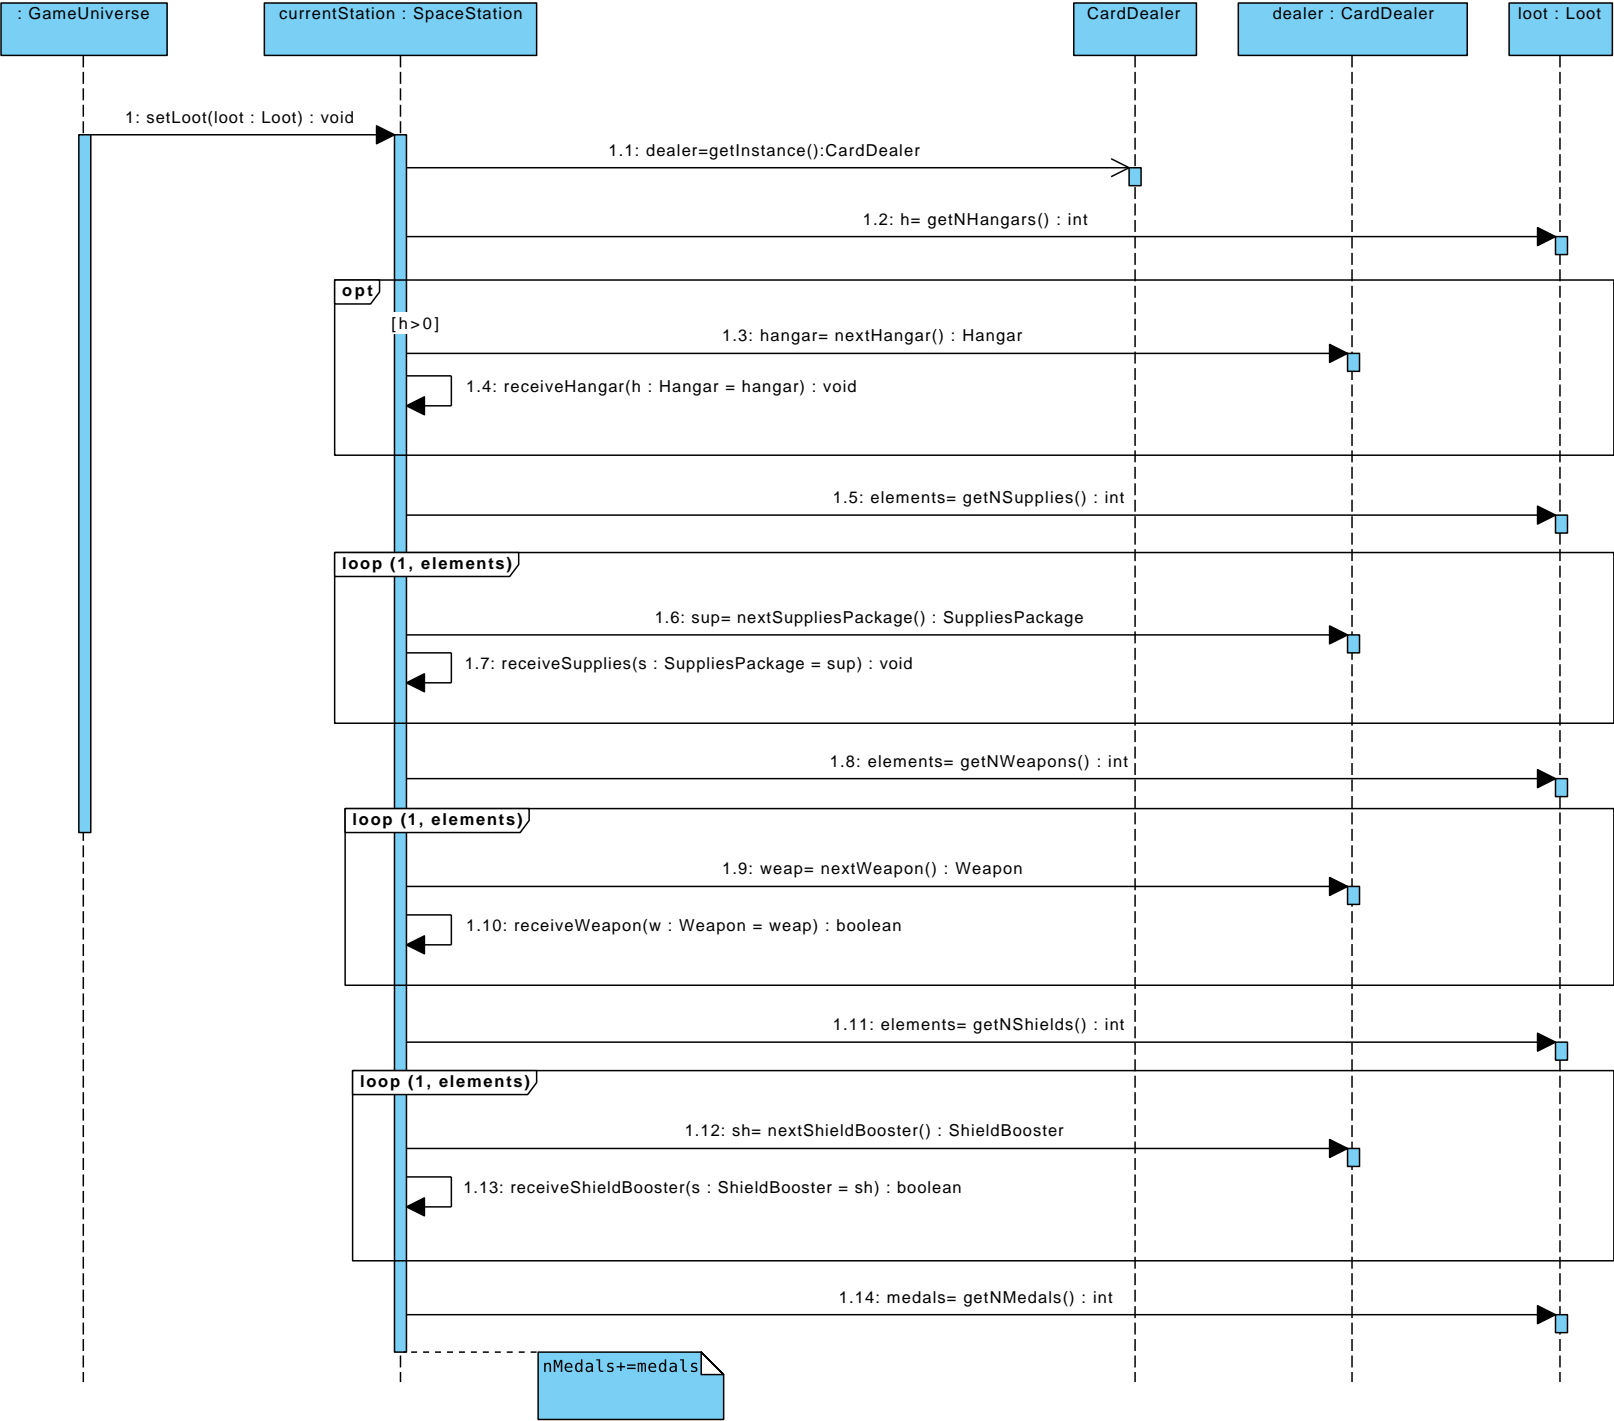 : GameUniverse
currentStation : SpaceStation
CardDealer
dealer : CardDealer
loot : Loot
1: setLoot(loot : Loot) : void
1.1: dealer=getInstance():CardDealer
1.2: h= getNHangars() : int
opt
[h>0]
1.3: hangar= nextHangar() : Hangar
1.4: receiveHangar(h : Hangar = hangar) : void
1.5: elements= getNSupplies() : int
loop (1, elements)
1.6: sup= nextSuppliesPackage() : SuppliesPackage
1.7: receiveSupplies(s : SuppliesPackage = sup) : void
1.8: elements= getNWeapons() : int
loop (1, elements)
1.9: weap= nextWeapon() : Weapon
1.10: receiveWeapon(w : Weapon = weap) : boolean
1.11: elements= getNShields() : int
loop (1, elements)
1.12: sh= nextShieldBooster() : ShieldBooster
1.13: receiveShieldBooster(s : ShieldBooster = sh) : boolean
1.14: medals= getNMedals() : int
nMedals+=medals